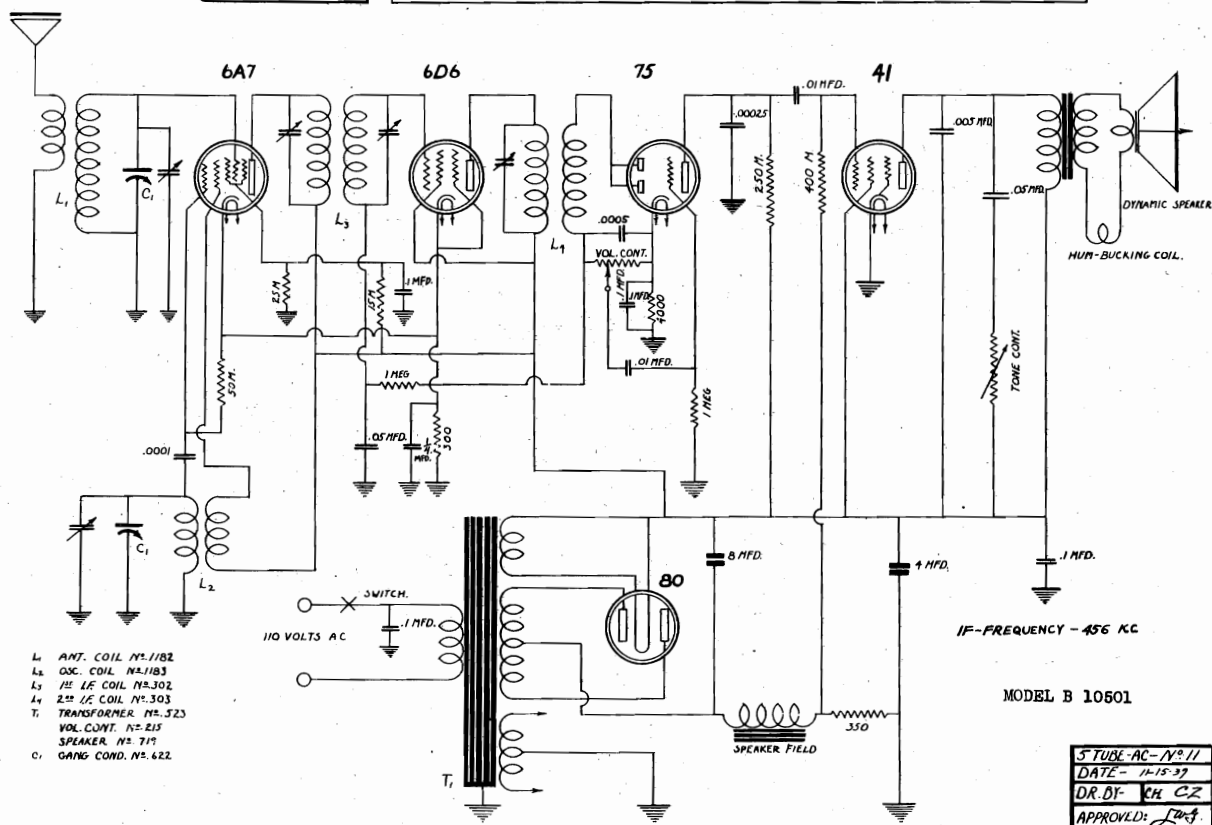 6A7
6D6
75
41
.01 MFD.
.00025
250 M.
400 M
.005 MFD.
.05 MFD.
DYNAMIC SPEAKER
HUM-BUCKING COIL.
L1
C1
L3
L4
.0005
VOL. CONT.
.1 MFD.
.1 MFD.
4000
25 M
15 M
.1 MFD.
50 M.
1 MEG
.01 MFD.
1 MEG
TONE CONT.
.0001
.05 MFD.
1/4 MFD.
300
C1
L2
8 MFD.
4 MFD.
.1 MFD.
80
SWITCH.
.1 MFD.
110 VOLTS AC
IF-FREQUENCY - 456 KC
L1 ANT. COIL No. 1182
L2 OSC. COIL No. 1183
L3 1st I.F. COIL No. 302
L4 2nd I.F. COIL No. 303
T1 TRANSFORMER No. 523
VOL. CONT. No. 215
SPEAKER No. 719
C1 GANG COND. No. 622
MODEL B 10501
350
SPEAKER FIELD
T1
5 TUBE-AC-No. 11
DATE- 11-15-37
DR. BY- CH CZ
APPROVED: